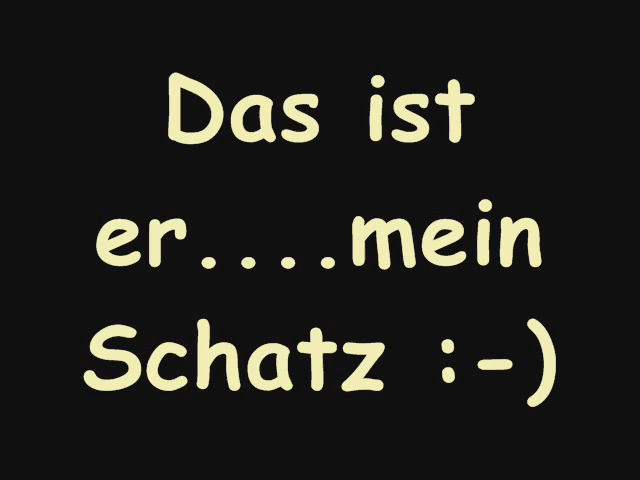 Das ist
er....mein
Schatz :-)